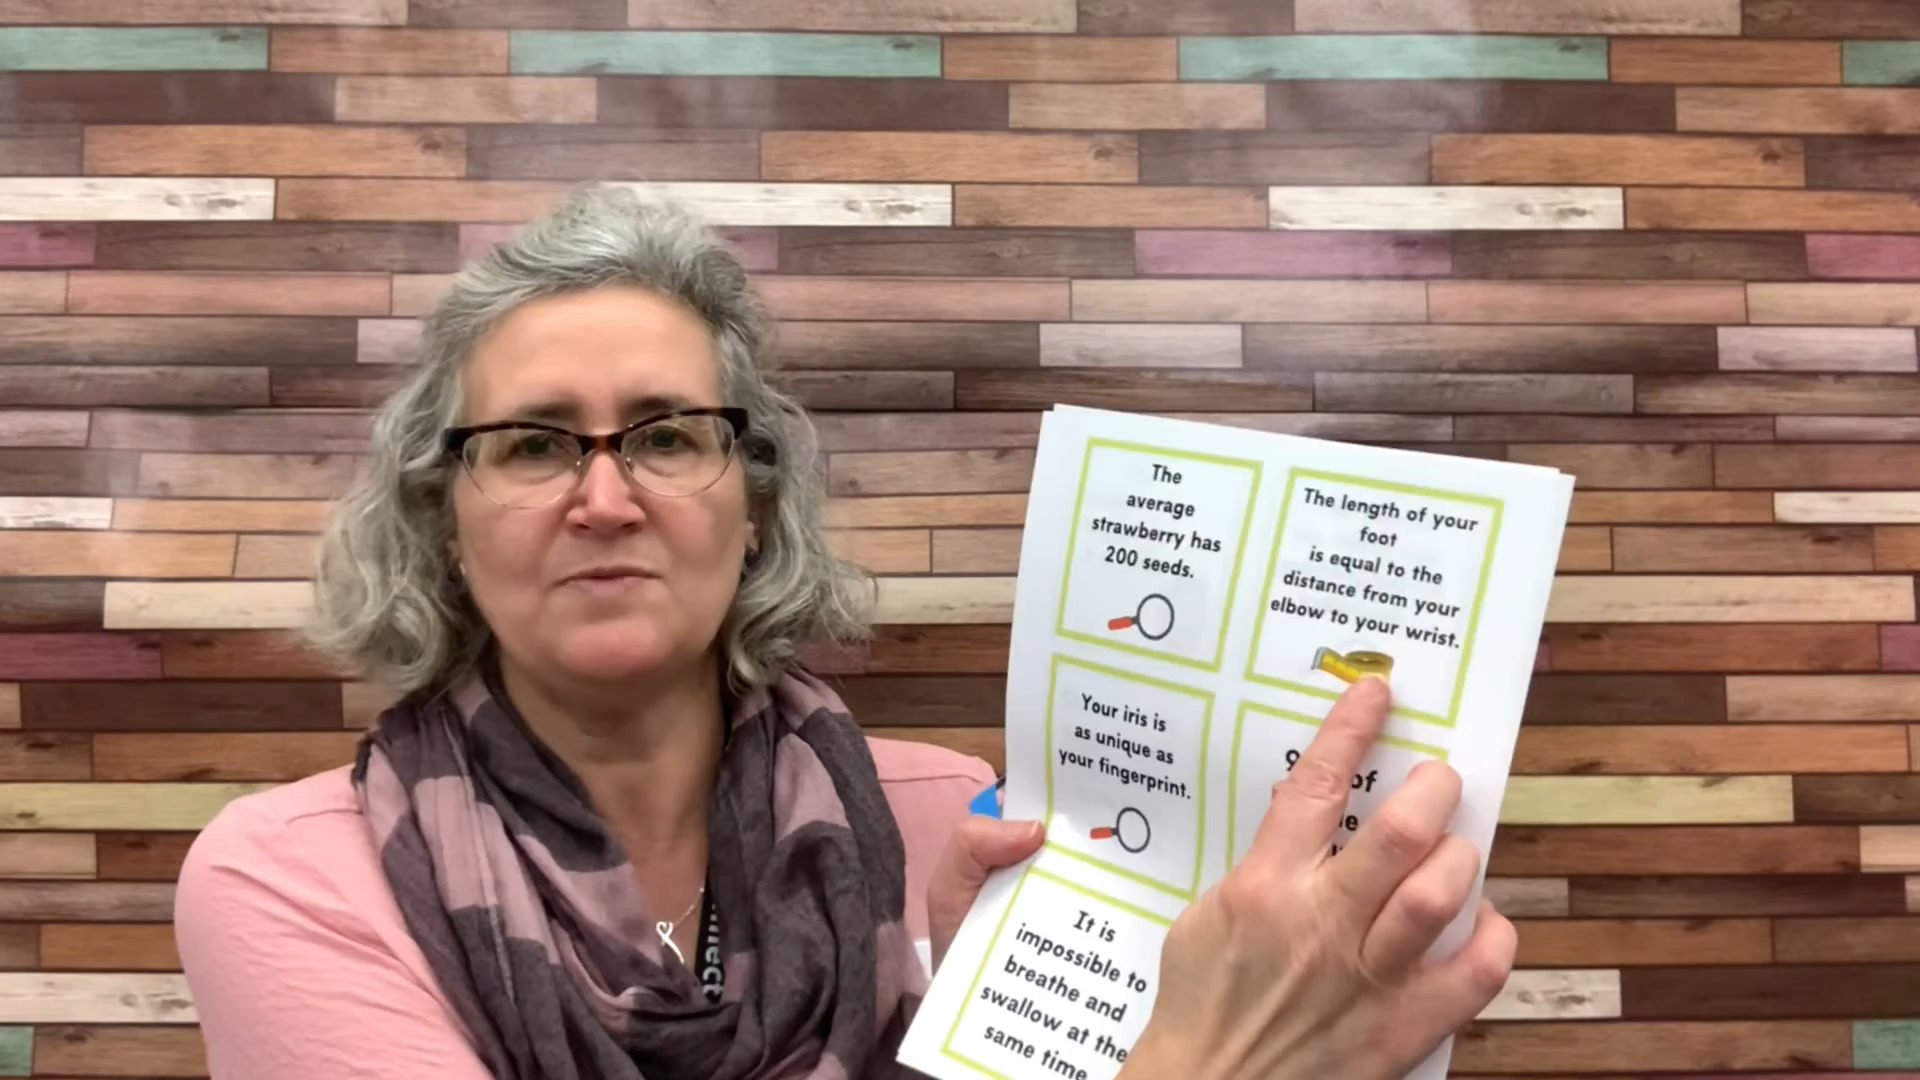 The
average
strawberry has
200 seeds.
The length of your
foot
is equal to the
distance from your
elbow to your wrist.
Your iris is
as unique as
your fingerprint.
of
It is
impossible to
breathe and
swallow at the
same time